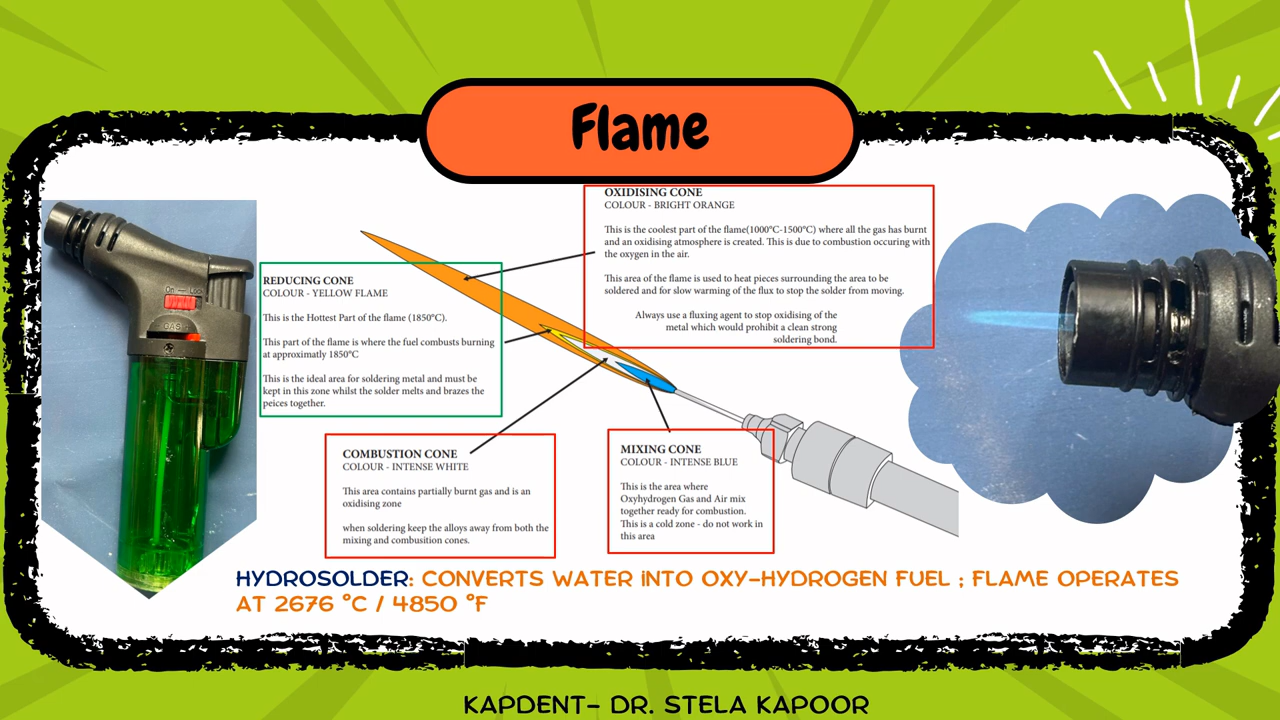 Flame
OXIDISING CONE
COLOUR - BRIGHT ORANGE
This is the coolest part of the flame(1000°C-1500°C) where all the gas has burnt
and an oxidising atmosphere is created. This is due to combustion occuring with
the oxygen in the air.
This area of the flame is used to heat pieces surrounding the area to be
soldered and for slow warming of the flux to stop the solder from moving.
Always use a fluxing agent to stop oxidising of the
metal which would prohibit a clean strong
soldering bond.
On
GAS
REDUCING CONE
COLOUR - YELLOW FLAME
This is the Hottest Part of the flame (1850°C).
This part of the flame is where the fuel combusts burning
at approximatly 1850°C
This is the ideal area for soldering metal and must be
kept in this zone whilst the solder melts and brazes the
peices together.
COMBUSTION CONE
COLOUR - INTENSE WHITE
This area contains partially burnt gas and is an
oxidising zone
when soldering keep the alloys away from both the
mixing and combusition cones.
MIXING CONE
COLOUR - INTENSE BLUE
This is the area where
Oxyhydrogen Gas and Air mix
together ready for combustion.
This is a cold zone - do not work in
this area
HYDROSOLDER: CONVERTS WATER INTO OXY-HYDROGEN FUEL ; FLAME OPERATES
AT 2676 °C / 4850 °F
KAPDENT- DR. STELA KAPOOR